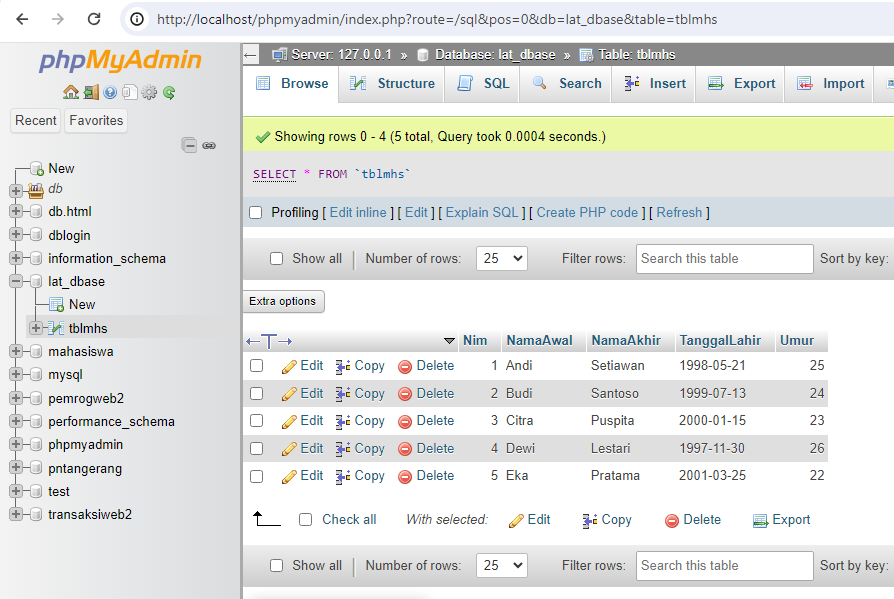 http://localhost/phpmyadmin/index.php?route=/sql&pos=0&db=lat_dbase&table=tblmhs
phpMyAdmin
Recent Favorites
New
db
db.html
dblogin
information_schema
lat_dbase
New
tblmhs
mahasiswa
mysql
pemrogweb2
performance_schema
phpmyadmin
pntangerang
test
transaksiweb2
Server: 127.0.0.1 » Database: lat_dbase » Table: tblmhs
Browse Structure SQL Search Insert Export Import
Showing rows 0 - 4 (5 total, Query took 0.0004 seconds.)
SELECT * FROM `tblmhs`
Profiling [ Edit inline ] [ Edit ] [ Explain SQL ] [ Create PHP code ] [ Refresh ]
Show all Number of rows: 25 Filter rows: Search this table Sort by key:
Extra options
Nim NamaAwal NamaAkhir TanggalLahir Umur
Edit Copy Delete 1 Andi Setiawan 1998-05-21 25
Edit Copy Delete 2 Budi Santoso 1999-07-13 24
Edit Copy Delete 3 Citra Puspita 2000-01-15 23
Edit Copy Delete 4 Dewi Lestari 1997-11-30 26
Edit Copy Delete 5 Eka Pratama 2001-03-25 22
Check all With selected: Edit Copy Delete Export
Show all Number of rows: 25 Filter rows: Search this table Sort by key: